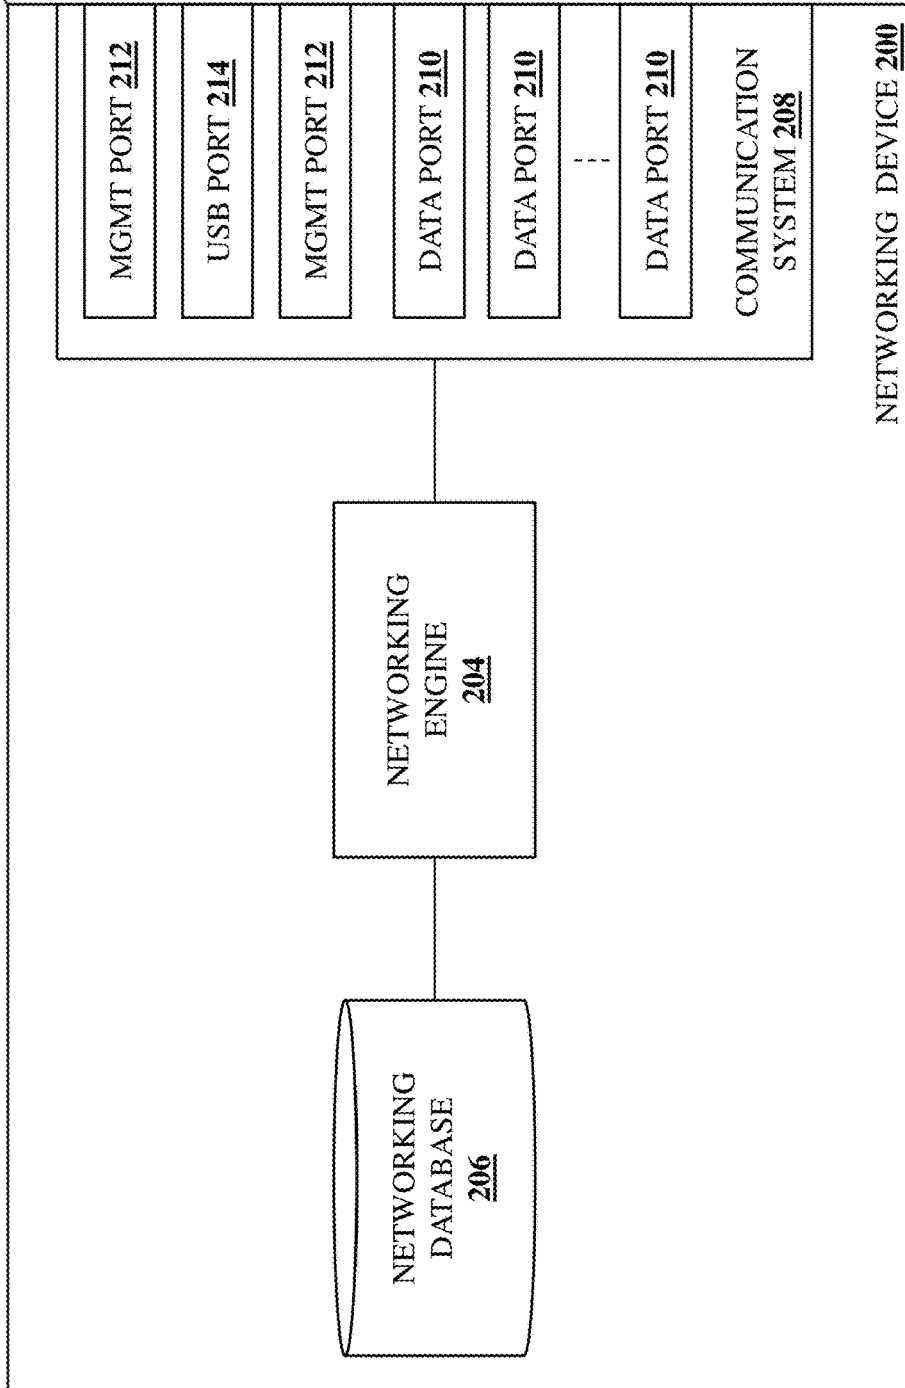 MGMT PORT 212
USB PORT 214
MGMT PORT 212
DATA PORT 210
DATA PORT 210
DATA PORT 210
COMMUNICATION
SYSTEM 208
NETWORKING
ENGINE
204
NETWORKING
DATABASE
206
NETWORKING DEVICE 200